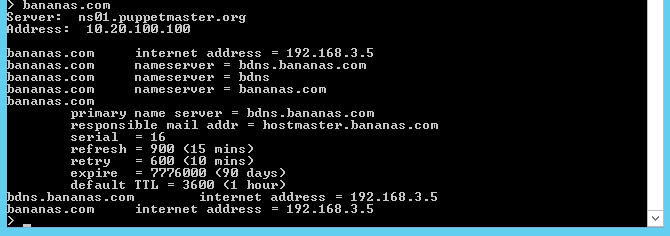 > bananas.com
Server:  ns01.puppetmaster.org
Address:  10.20.100.100
bananas.com     internet address = 192.168.3.5
bananas.com     nameserver = bdns.bananas.com
bananas.com     nameserver = bdns
bananas.com     nameserver = bananas.com
bananas.com
        primary name server = bdns.bananas.com
        responsible mail addr = hostmaster.bananas.com
        serial  = 16
        refresh = 900 (15 mins)
        retry   = 600 (10 mins)
        expire  = 7776000 (90 days)
        default TTL = 3600 (1 hour)
bdns.bananas.com        internet address = 192.168.3.5
bananas.com     internet address = 192.168.3.5
> _